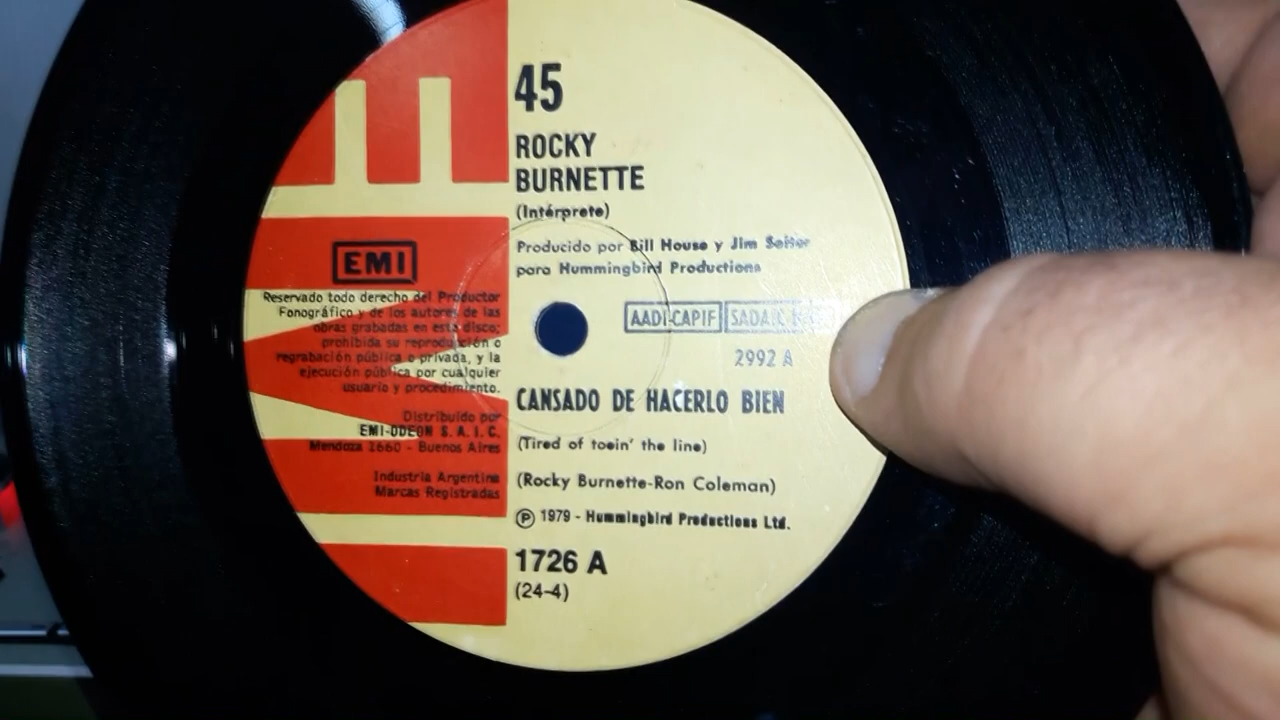 EMI
EMI
Reservado todo derecho del Productor
Fonográfico y de los autores de las
obras grabadas en este disco;
prohibida su reproducción o
regrabación pública o privada, y la
ejecución pública por cualquier
usuario y procedimiento.
Distribuido por
EMI-ODEON S. A. I. C.
Mendoza 1660 - Buenos Aires
Industria Argentina
Marcas Registradas
45
ROCKY
BURNETTE
(Intérprete)
Producido por Bill House y Jim Seiter
para Hummingbird Productions
AADI-CAPIF SADAIC
2992 A
CANSADO DE HACERLO BIEN
(Tired of toein' the line)
(Rocky Burnette-Ron Coleman)
Ⓟ 1979 - Hummingbird Productions Ltd.
1726 A
(24-4)